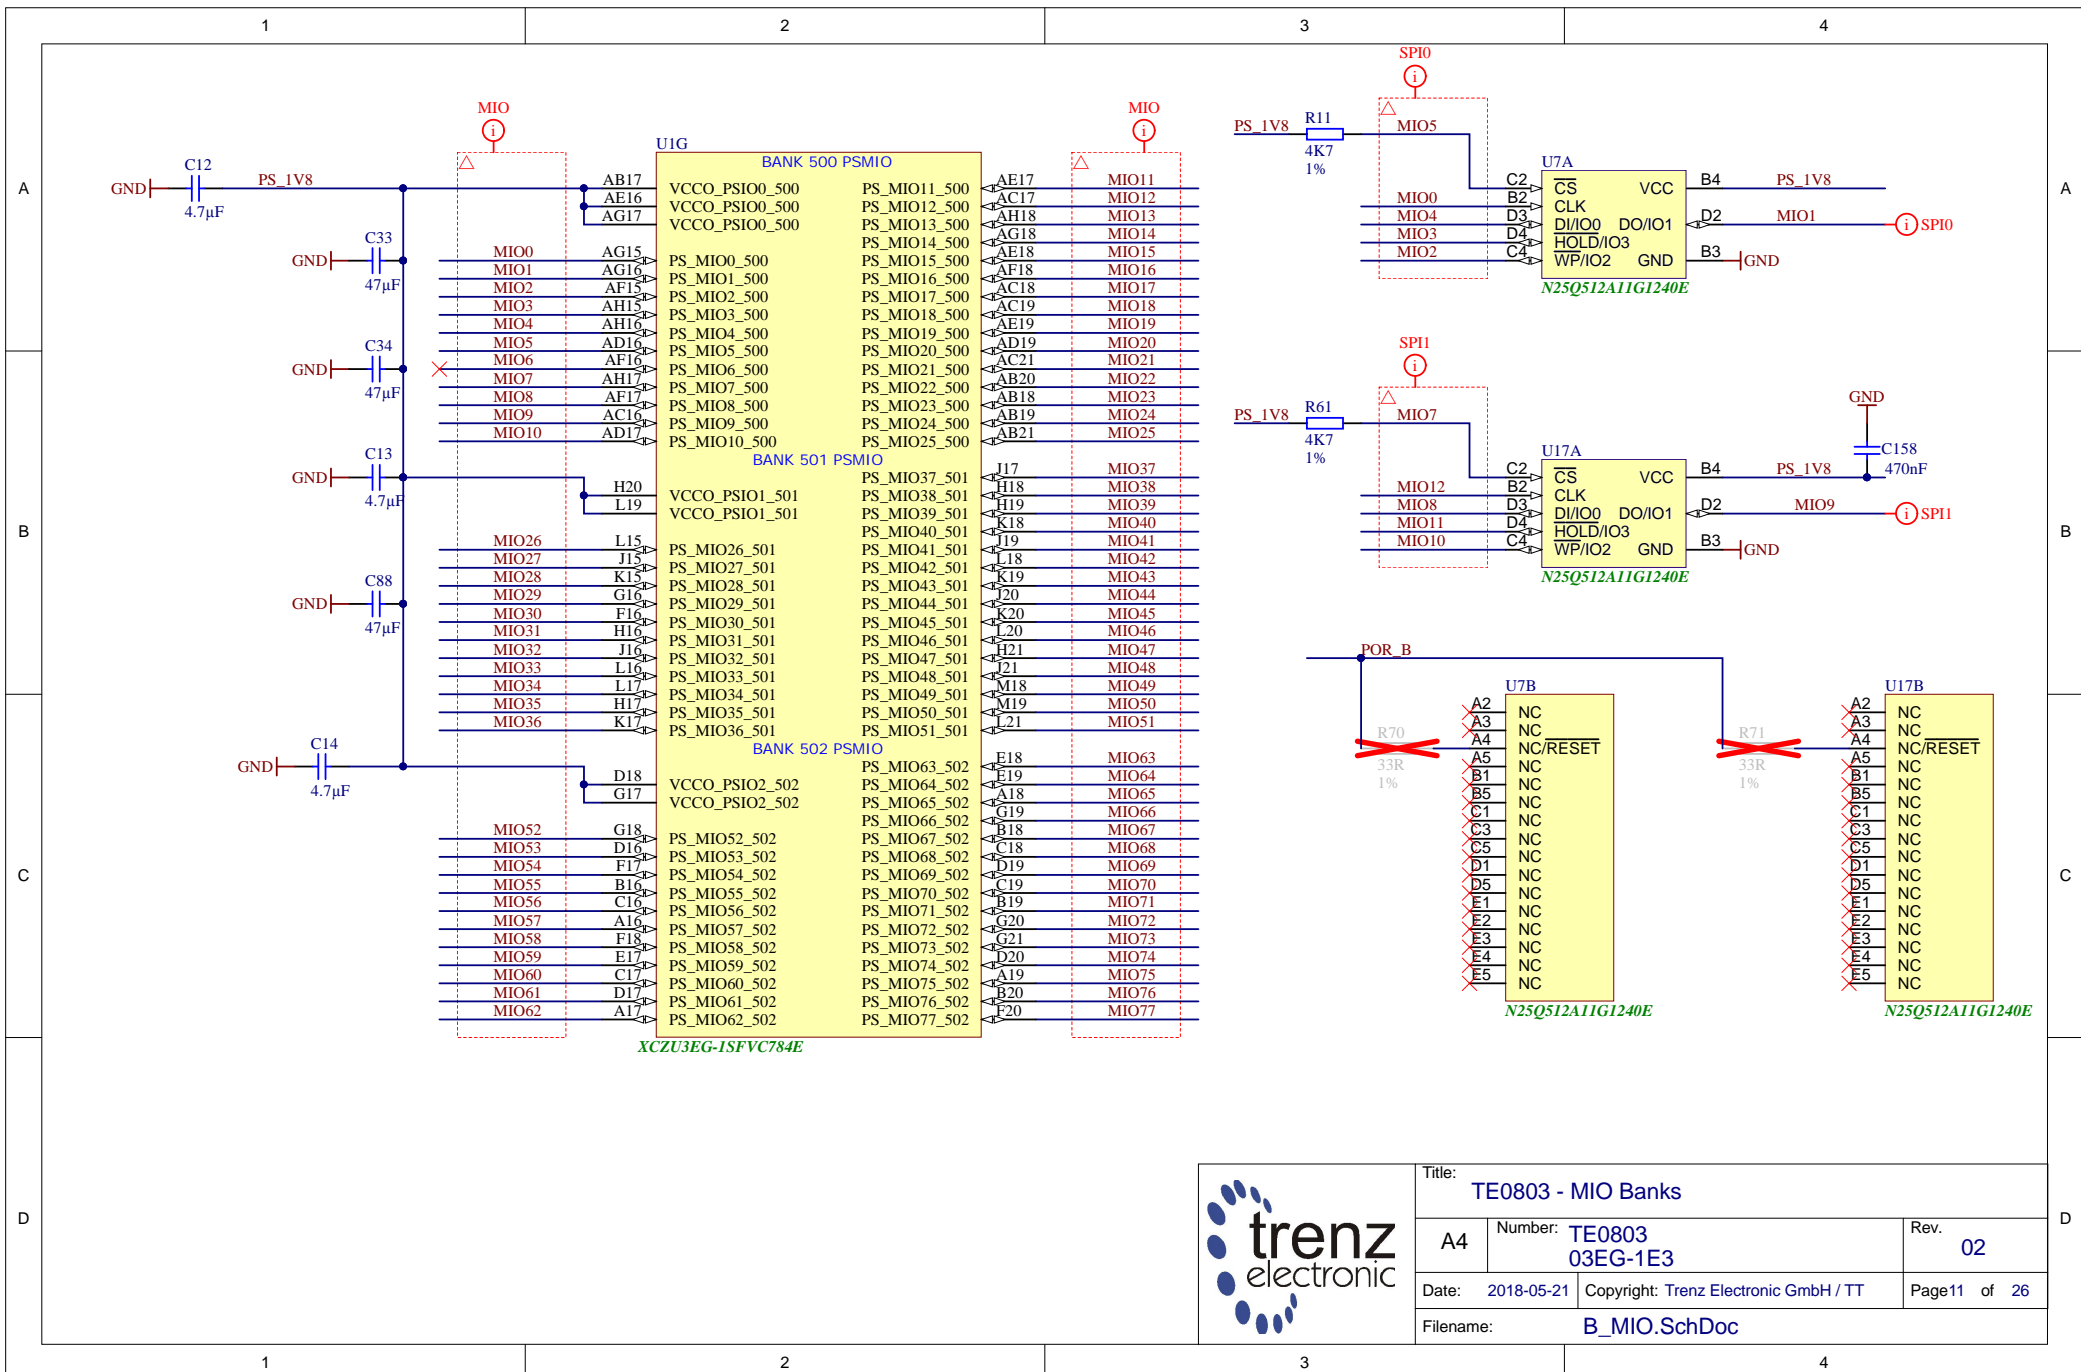 1 2 3 4
A
B
C
D
MIO
MIO
SPI0
SPI1
C12
GND
4.7µF
PS_1V8
C33
GND
47µF
C34
GND
47µF
C13
GND
4.7µF
C88
GND
47µF
C14
GND
4.7µF
U1G
BANK 500 PSMIO
AB17 VCCO_PSIO0_500
AE16 VCCO_PSIO0_500
AG17 VCCO_PSIO0_500
MIO0 AG15 PS_MIO0_500
MIO1 AG16 PS_MIO1_500
MIO2 AF15 PS_MIO2_500
MIO3 AH15 PS_MIO3_500
MIO4 AH16 PS_MIO4_500
MIO5 AD16 PS_MIO5_500
MIO6 AF16 PS_MIO6_500
MIO7 AH17 PS_MIO7_500
MIO8 AF17 PS_MIO8_500
MIO9 AC16 PS_MIO9_500
MIO10 AD17 PS_MIO10_500
PS_MIO11_500 AE17 MIO11
PS_MIO12_500 AC17 MIO12
PS_MIO13_500 AH18 MIO13
PS_MIO14_500 AG18 MIO14
PS_MIO15_500 AE18 MIO15
PS_MIO16_500 AF18 MIO16
PS_MIO17_500 AC18 MIO17
PS_MIO18_500 AC19 MIO18
PS_MIO19_500 AE19 MIO19
PS_MIO20_500 AD19 MIO20
PS_MIO21_500 AC21 MIO21
PS_MIO22_500 AB20 MIO22
PS_MIO23_500 AB18 MIO23
PS_MIO24_500 AB19 MIO24
PS_MIO25_500 AB21 MIO25
BANK 501 PSMIO
H20 VCCO_PSIO1_501
L19 VCCO_PSIO1_501
MIO26 L15 PS_MIO26_501
MIO27 J15 PS_MIO27_501
MIO28 K15 PS_MIO28_501
MIO29 G16 PS_MIO29_501
MIO30 F16 PS_MIO30_501
MIO31 H16 PS_MIO31_501
MIO32 J16 PS_MIO32_501
MIO33 L16 PS_MIO33_501
MIO34 L17 PS_MIO34_501
MIO35 H17 PS_MIO35_501
MIO36 K17 PS_MIO36_501
PS_MIO37_501 J17 MIO37
PS_MIO38_501 H18 MIO38
PS_MIO39_501 H19 MIO39
PS_MIO40_501 K18 MIO40
PS_MIO41_501 J19 MIO41
PS_MIO42_501 L18 MIO42
PS_MIO43_501 K19 MIO43
PS_MIO44_501 J20 MIO44
PS_MIO45_501 K20 MIO45
PS_MIO46_501 L20 MIO46
PS_MIO47_501 H21 MIO47
PS_MIO48_501 J21 MIO48
PS_MIO49_501 M18 MIO49
PS_MIO50_501 M19 MIO50
PS_MIO51_501 L21 MIO51
BANK 502 PSMIO
D18 VCCO_PSIO2_502
G17 VCCO_PSIO2_502
MIO52 G18 PS_MIO52_502
MIO53 D16 PS_MIO53_502
MIO54 F17 PS_MIO54_502
MIO55 B16 PS_MIO55_502
MIO56 C16 PS_MIO56_502
MIO57 A16 PS_MIO57_502
MIO58 F18 PS_MIO58_502
MIO59 E17 PS_MIO59_502
MIO60 C17 PS_MIO60_502
MIO61 D17 PS_MIO61_502
MIO62 A17 PS_MIO62_502
PS_MIO63_502 E18 MIO63
PS_MIO64_502 E19 MIO64
PS_MIO65_502 A18 MIO65
PS_MIO66_502 G19 MIO66
PS_MIO67_502 B18 MIO67
PS_MIO68_502 C18 MIO68
PS_MIO69_502 D19 MIO69
PS_MIO70_502 C19 MIO70
PS_MIO71_502 B19 MIO71
PS_MIO72_502 G20 MIO72
PS_MIO73_502 G21 MIO73
PS_MIO74_502 D20 MIO74
PS_MIO75_502 A19 MIO75
PS_MIO76_502 B20 MIO76
PS_MIO77_502 F20 MIO77
XCZU3EG-1SFVC784E
PS_1V8 R11 MIO5
4K7
1%
U7A
C2 CS VCC B4 PS_1V8
MIO0 B2 CLK
MIO4 D3 DI/IO0 DO/IO1 D2 MIO1 SPI0
MIO3 D4 HOLD/IO3
MIO2 C4 WP/IO2 GND B3 GND
N25Q512A11G1240E
PS_1V8 R61 MIO7
4K7
1%
GND
C158
470nF
U17A
C2 CS VCC B4 PS_1V8
MIO12 B2 CLK
MIO8 D3 DI/IO0 DO/IO1 D2 MIO9 SPI1
MIO11 D4 HOLD/IO3
MIO10 C4 WP/IO2 GND B3 GND
N25Q512A11G1240E
POR_B
R70
33R
1%
U7B
A2 NC
A3 NC
A4 NC/RESET
A5 NC
B1 NC
B5 NC
C1 NC
C3 NC
C5 NC
D1 NC
D5 NC
E1 NC
E2 NC
E3 NC
E4 NC
E5 NC
N25Q512A11G1240E
R71
33R
1%
U17B
A2 NC
A3 NC
A4 NC/RESET
A5 NC
B1 NC
B5 NC
C1 NC
C3 NC
C5 NC
D1 NC
D5 NC
E1 NC
E2 NC
E3 NC
E4 NC
E5 NC
N25Q512A11G1240E
trenz
electronic
Title:
TE0803 - MIO Banks
A4
Number: TE0803
03EG-1E3
Rev.
02
Date: 2018-05-21
Copyright: Trenz Electronic GmbH / TT
Page11 of 26
Filename: B_MIO.SchDoc
A
B
C
D
1 2 3 4